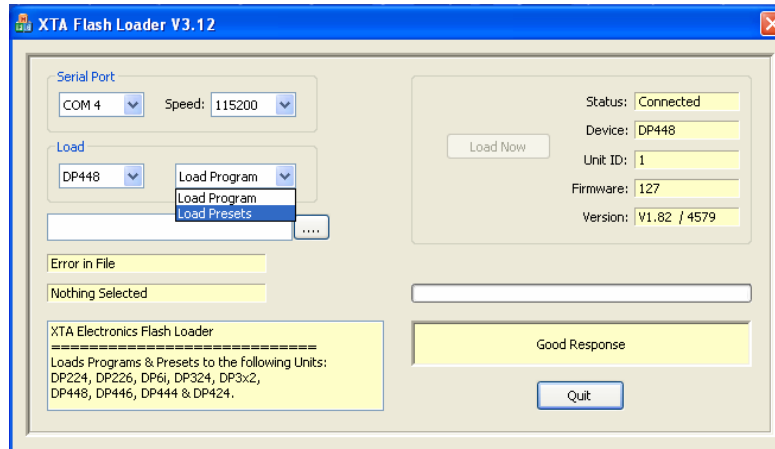 XTA Flash Loader V3.12
Serial Port
COM 4
Speed: 115200
Load
DP448
Load Program
Load Program
Load Presets
....
Error in File
Nothing Selected
XTA Electronics Flash Loader
============================
Loads Programs & Presets to the following Units:
DP224, DP226, DP6i, DP324, DP3x2,
DP448, DP446, DP444 & DP424.
Load Now
Status: Connected
Device: DP448
Unit ID: 1
Firmware: 127
Version: V1.82 / 4579
Good Response
Quit